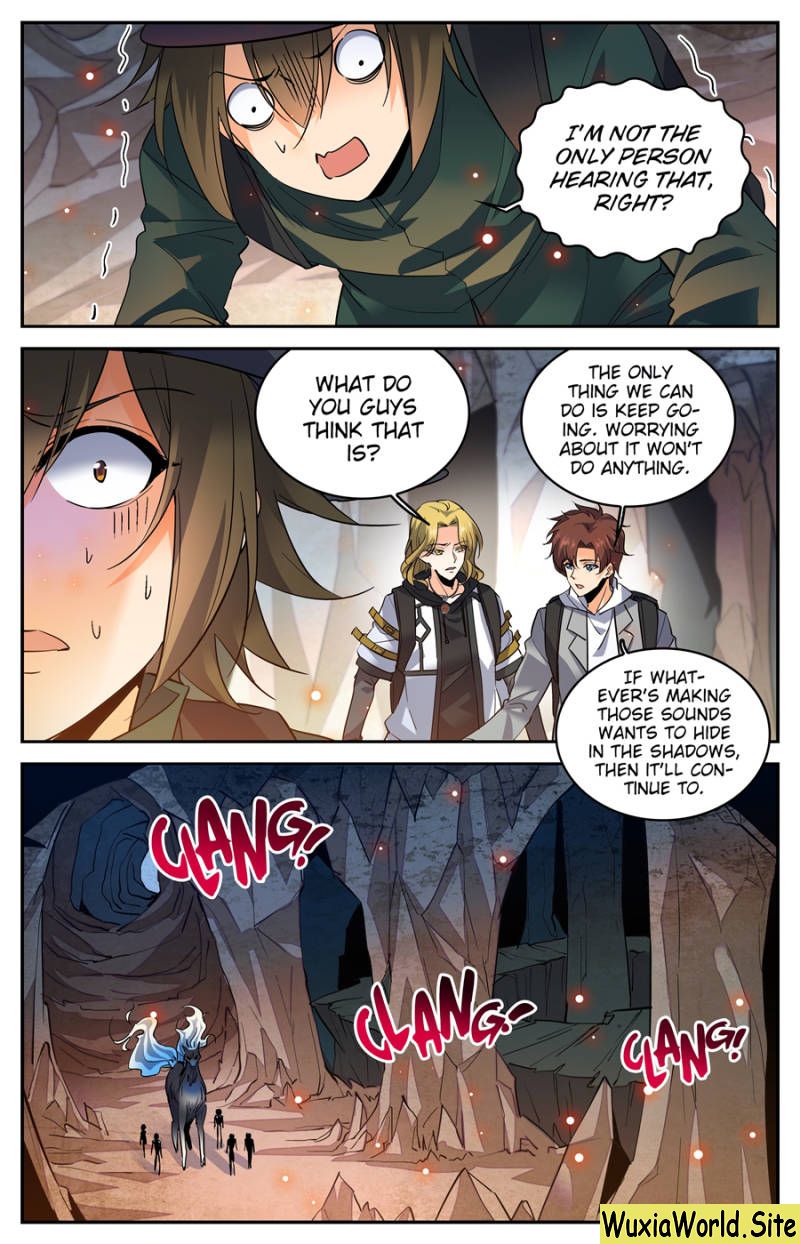 I'M NOT THE
ONLY PERSON
HEARING THAT,
RIGHT?
WHAT DO
YOU GUYS
THINK THAT
IS?
THE ONLY
THING WE CAN
DO IS KEEP GO-
ING. WORRYING
ABOUT IT WON'T
DO ANYTHING.
IF WHAT-
EVER'S MAKING
THOSE SOUNDS
WANTS TO HIDE
IN THE SHADOWS,
THEN IT'LL CON-
TINUE TO.
CLANG!
CLANG!
CLANG!
WuxiaWorld.Site